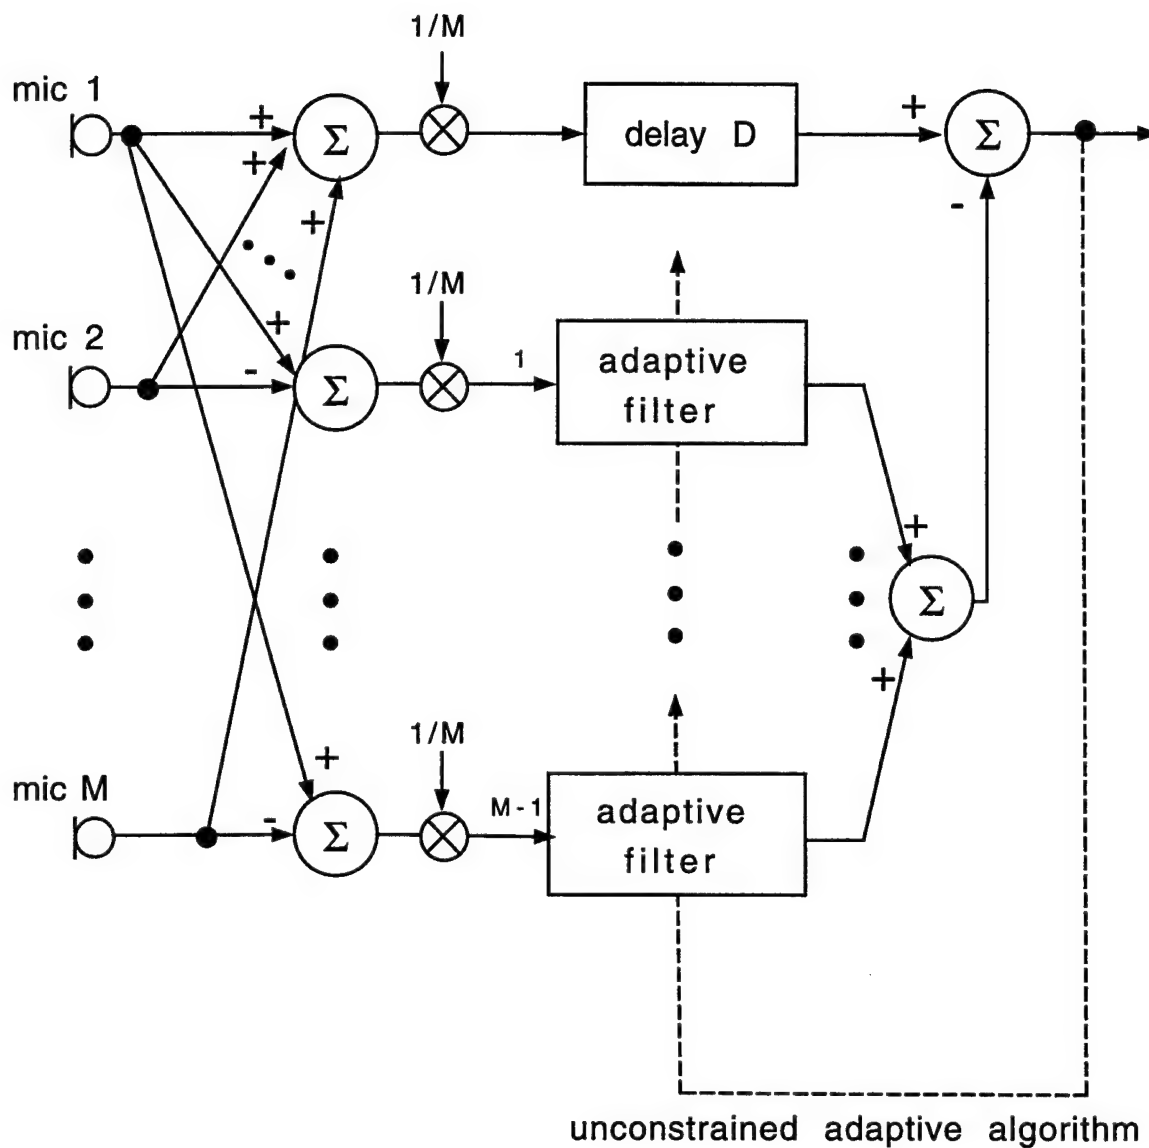 1/M
mic 1
+
+
Σ
delay D
+
Σ
+
-
1/M
mic 2
+
-
Σ
1
adaptive
filter
+
Σ
+
1/M
mic M
+
-
Σ
M-1
adaptive
filter
unconstrained adaptive algorithm